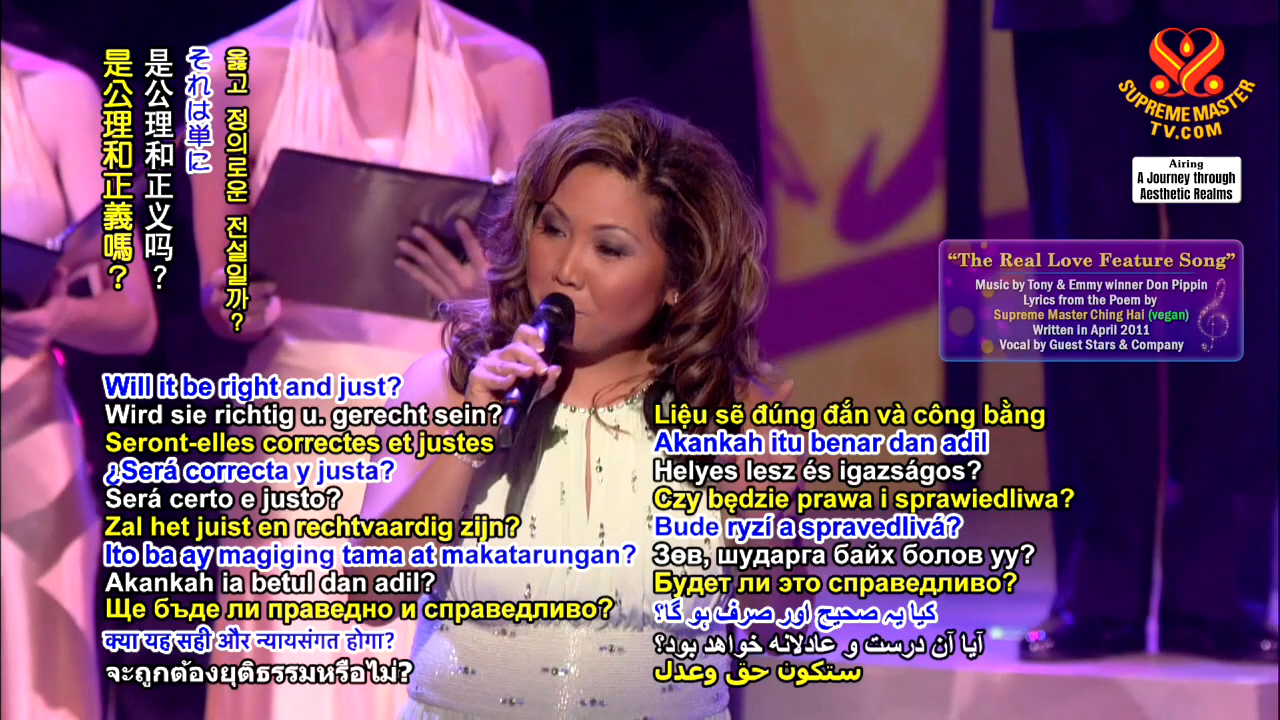 是公理和正義嗎？
是公理和正义吗？
それは単に
옳고 정의로운 전설일까?
SUPREME MASTER
TV.COM
Airing
A Journey through
Aesthetic Realms
“The Real Love Feature Song”
Music by Tony & Emmy winner Don Pippin
Lyrics from the Poem by
Supreme Master Ching Hai (vegan)
Written in April 2011
Vocal by Guest Stars & Company
Will it be right and just?
Wird sie richtig u. gerecht sein?
Seront-elles correctes et justes
¿Será correcta y justa?
Será certo e justo?
Zal het juist en rechtvaardig zijn?
Ito ba ay magiging tama at makatarungan?
Akankah ia betul dan adil?
Ще бъде ли праведно и справедливо?
क्या यह सही और न्यायसंगत होगा?
จะถูกต้องยุติธรรมหรือไม่?
Liệu sẽ đúng đắn và công bằng
Akankah itu benar dan adil
Helyes lesz és igazságos?
Czy będzie prawa i sprawiedliwa?
Bude ryzí a spravedlivá?
Зөв, шударга байх болов уу?
Будет ли это справедливо?
کیا یہ صحیح اور صرف ہو گا؟
آیا آن درست و عادلانه خواهد بود؟
ستكون حق وعدل